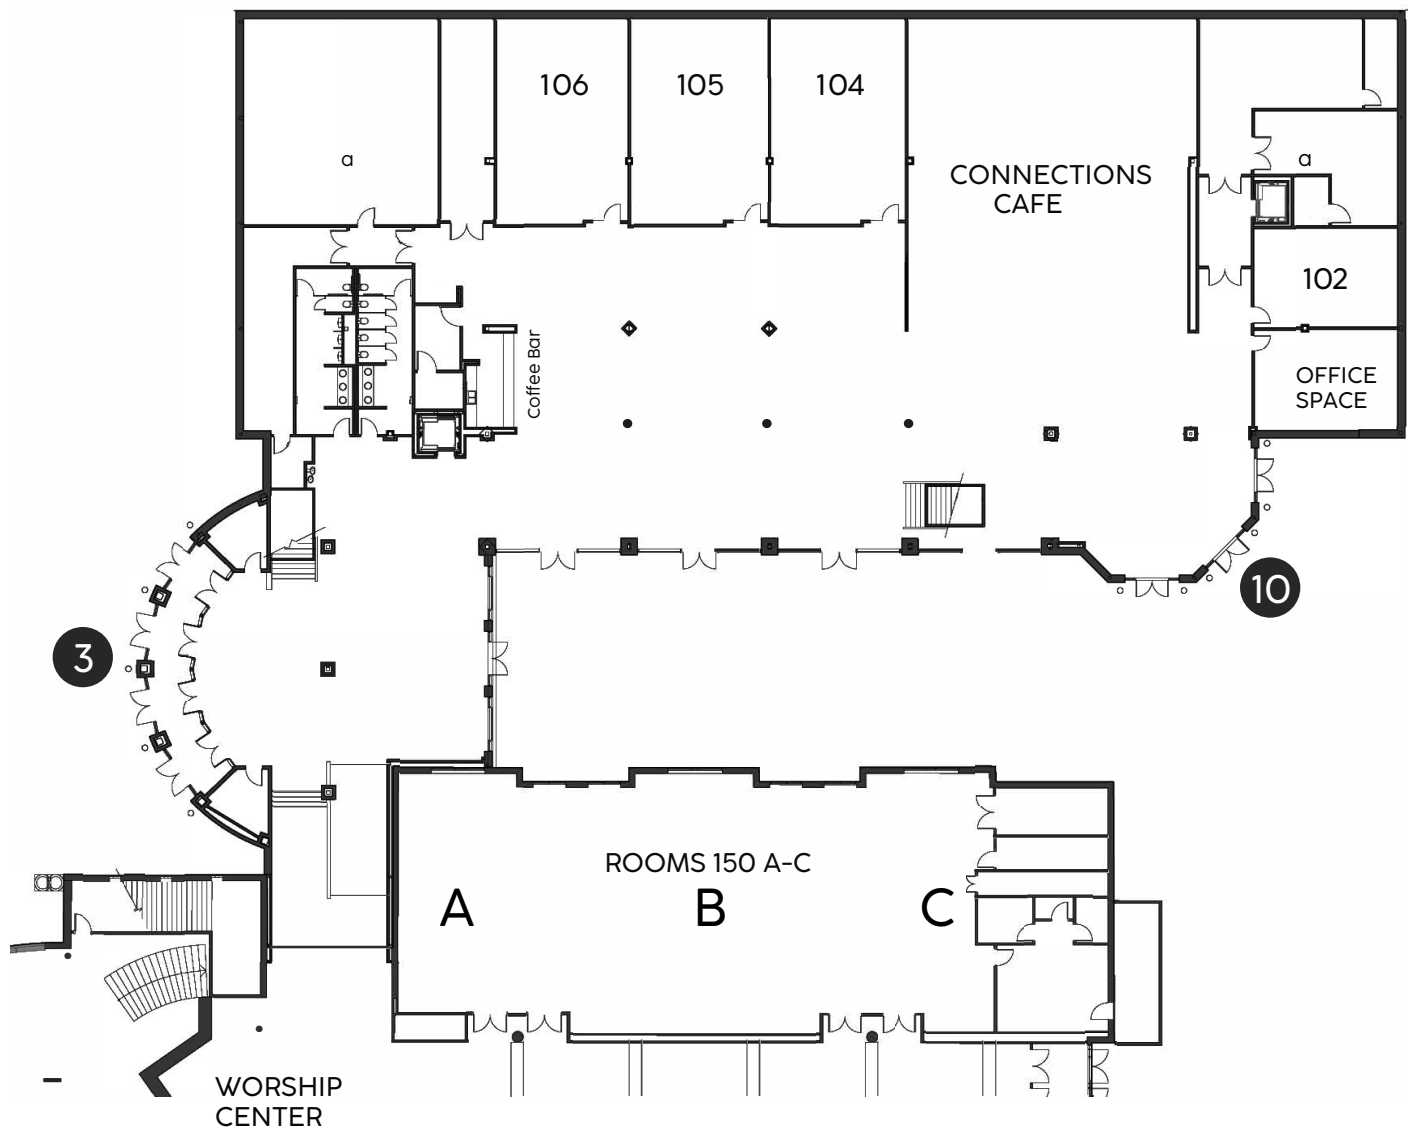 106
105
104
a
CONNECTIONS
CAFE
a
102
Coffee Bar
OFFICE
SPACE
10
3
ROOMS 150 A-C
A
B
C
WORSHIP
CENTER